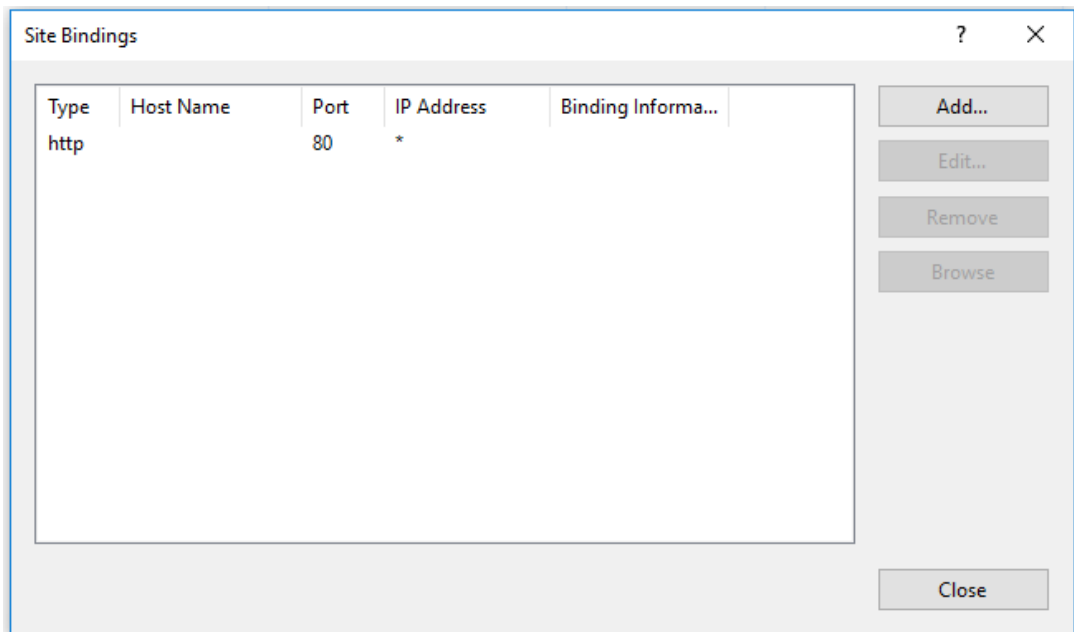 Site Bindings ?
Type Host Name Port IP Address Binding Informa...
http 80 *
Add...
Edit...
Remove
Browse
Close